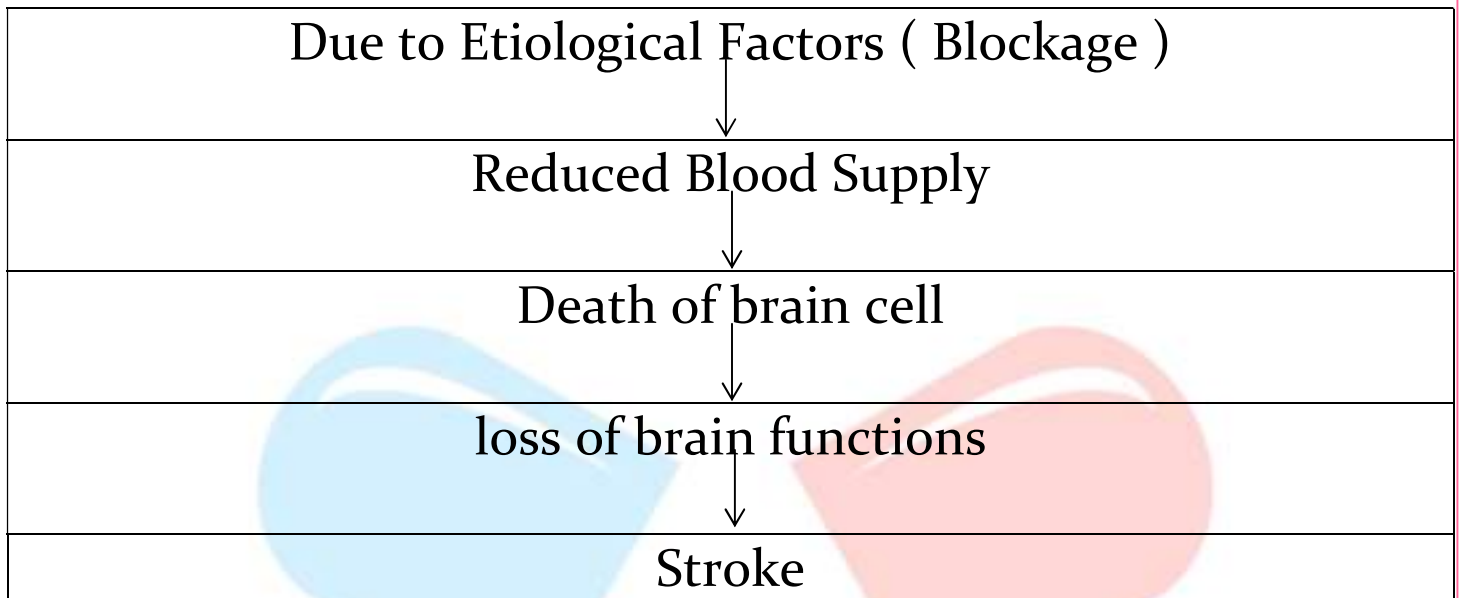 Due to Etiological Factors ( Blockage )
Reduced Blood Supply
Death of brain cell
loss of brain functions
Stroke